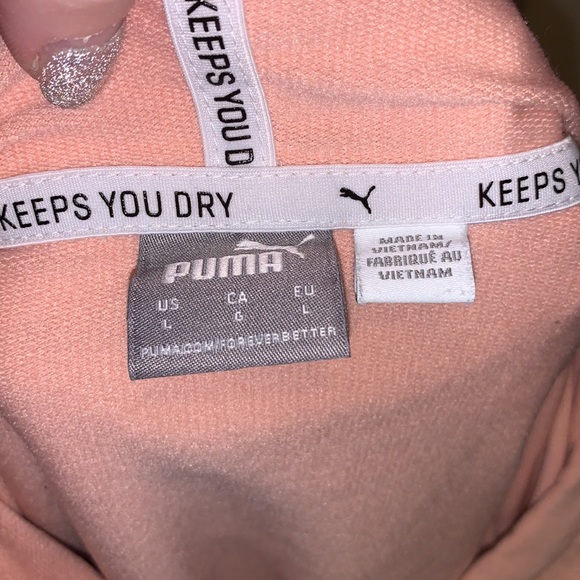 KEEPS YOU D
KEEPS YOU DRY
KEEPS Y
PUMA
US CA EU
L G L
PUMA.COM/FOREVERBETTER
MADE IN
VIETNAM/
FABRIQUÉ AU
VIETNAM